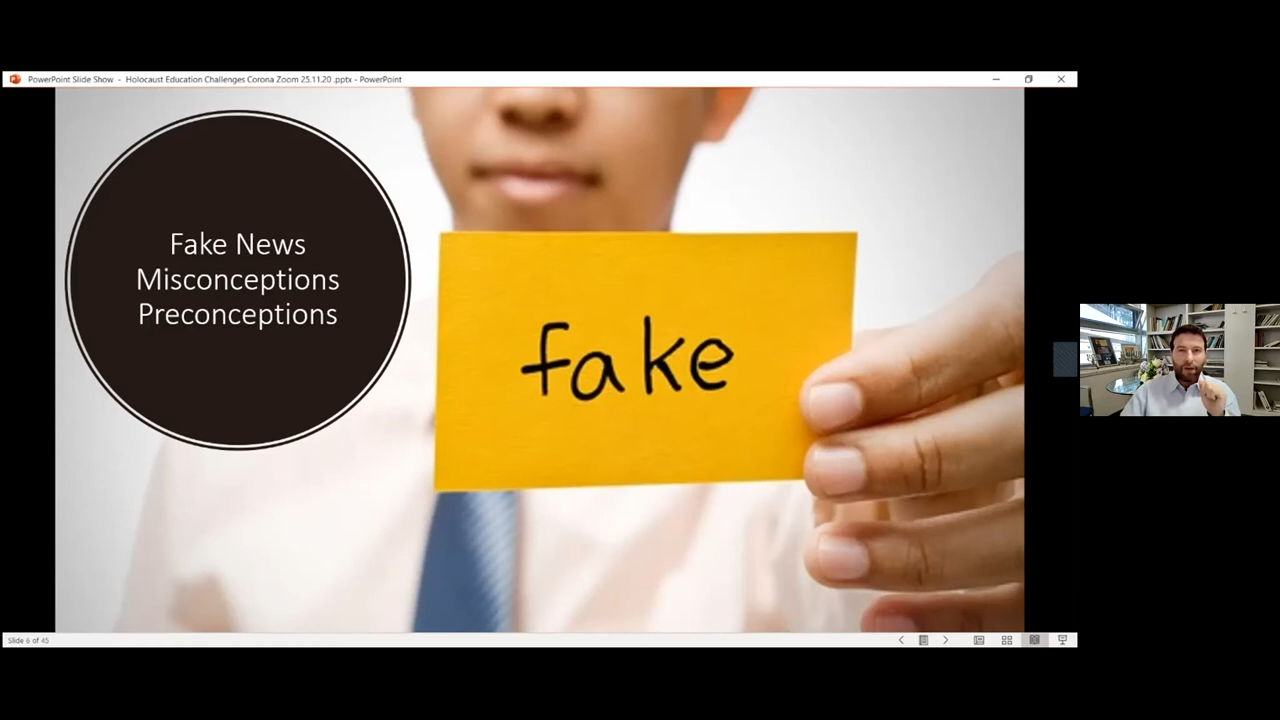 PowerPoint Slide Show - Holocaust Education Challenges Corona Zoom 25.11.20 .pptx - PowerPoint
Fake News
Misconceptions
Preconceptions
fake
Slide 6 of 45